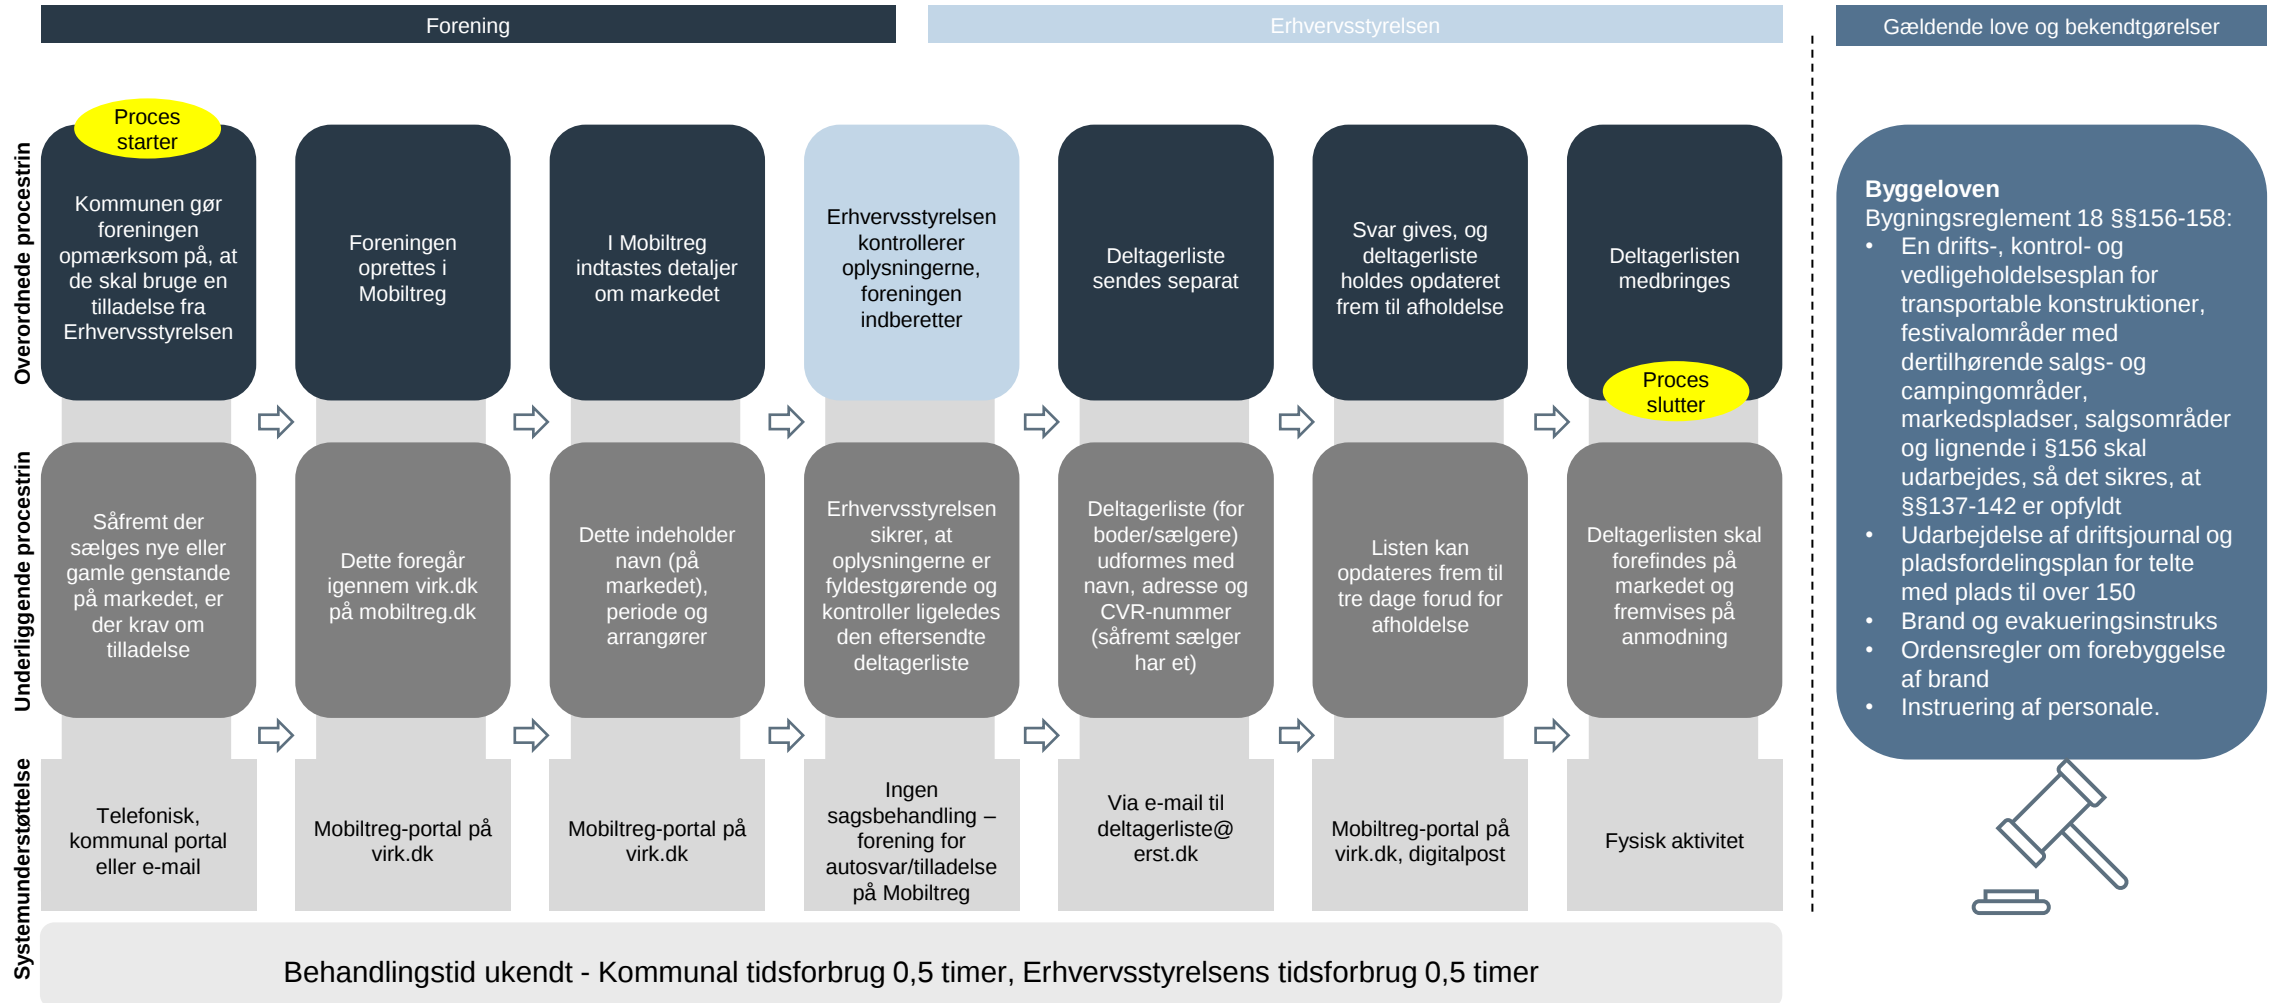 Forening
Erhvervsstyrelsen
Gældende love og bekendtgørelser
Overordnede procestrin
Proces
starter
Kommunen gør
foreningen
opmærksom på, at
de skal bruge en
tilladelse fra
Erhvervsstyrelsen
Foreningen
oprettes i
Mobiltreg
I Mobiltreg
indtastes detaljer
om markedet
Erhvervsstyrelsen
kontrollerer
oplysningerne,
foreningen
indberetter
Deltagerliste
sendes separat
Svar gives, og
deltagerliste
holdes opdateret
frem til afholdelse
Deltagerlisten
medbringes
Proces
slutter
Underliggende procestrin
Såfremt der
sælges nye eller
gamle genstande
på markedet, er
der krav om
tilladelse
Dette foregår
igennem virk.dk
på mobiltreg.dk
Dette indeholder
navn (på
markedet),
periode og
arrangører
Erhvervsstyrelsen
sikrer, at
oplysningerne er
fyldestgørende og
kontroller ligeledes
den eftersendte
deltagerliste
Deltagerliste (for
boder/sælgere)
udformes med
navn, adresse og
CVR-nummer
(såfremt sælger
har et)
Listen kan
opdateres frem til
tre dage forud for
afholdelse
Deltagerlisten skal
forefindes på
markedet og
fremvises på
anmodning
Systemunderstøttelse
Telefonisk,
kommunal portal
eller e-mail
Mobiltreg-portal på
virk.dk
Mobiltreg-portal på
virk.dk
Ingen
sagsbehandling –
forening for
autosvar/tilladelse
på Mobiltreg
Via e-mail til
deltagerliste@
erst.dk
Mobiltreg-portal på
virk.dk, digitalpost
Fysisk aktivitet
Behandlingstid ukendt - Kommunal tidsforbrug 0,5 timer, Erhvervsstyrelsens tidsforbrug 0,5 timer
Byggeloven
Bygningsreglement 18 §§156-158:
• En drifts-, kontrol- og
vedligeholdelsesplan for
transportable konstruktioner,
festivalområder med
dertilhørende salgs- og
campingområder,
markedspladser, salgsområder
og lignende i §156 skal
udarbejdes, så det sikres, at
§§137-142 er opfyldt
• Udarbejdelse af driftsjournal og
pladsfordelingsplan for telte
med plads til over 150
• Brand og evakueringsinstruks
• Ordensregler om forebyggelse
af brand
• Instruering af personale.